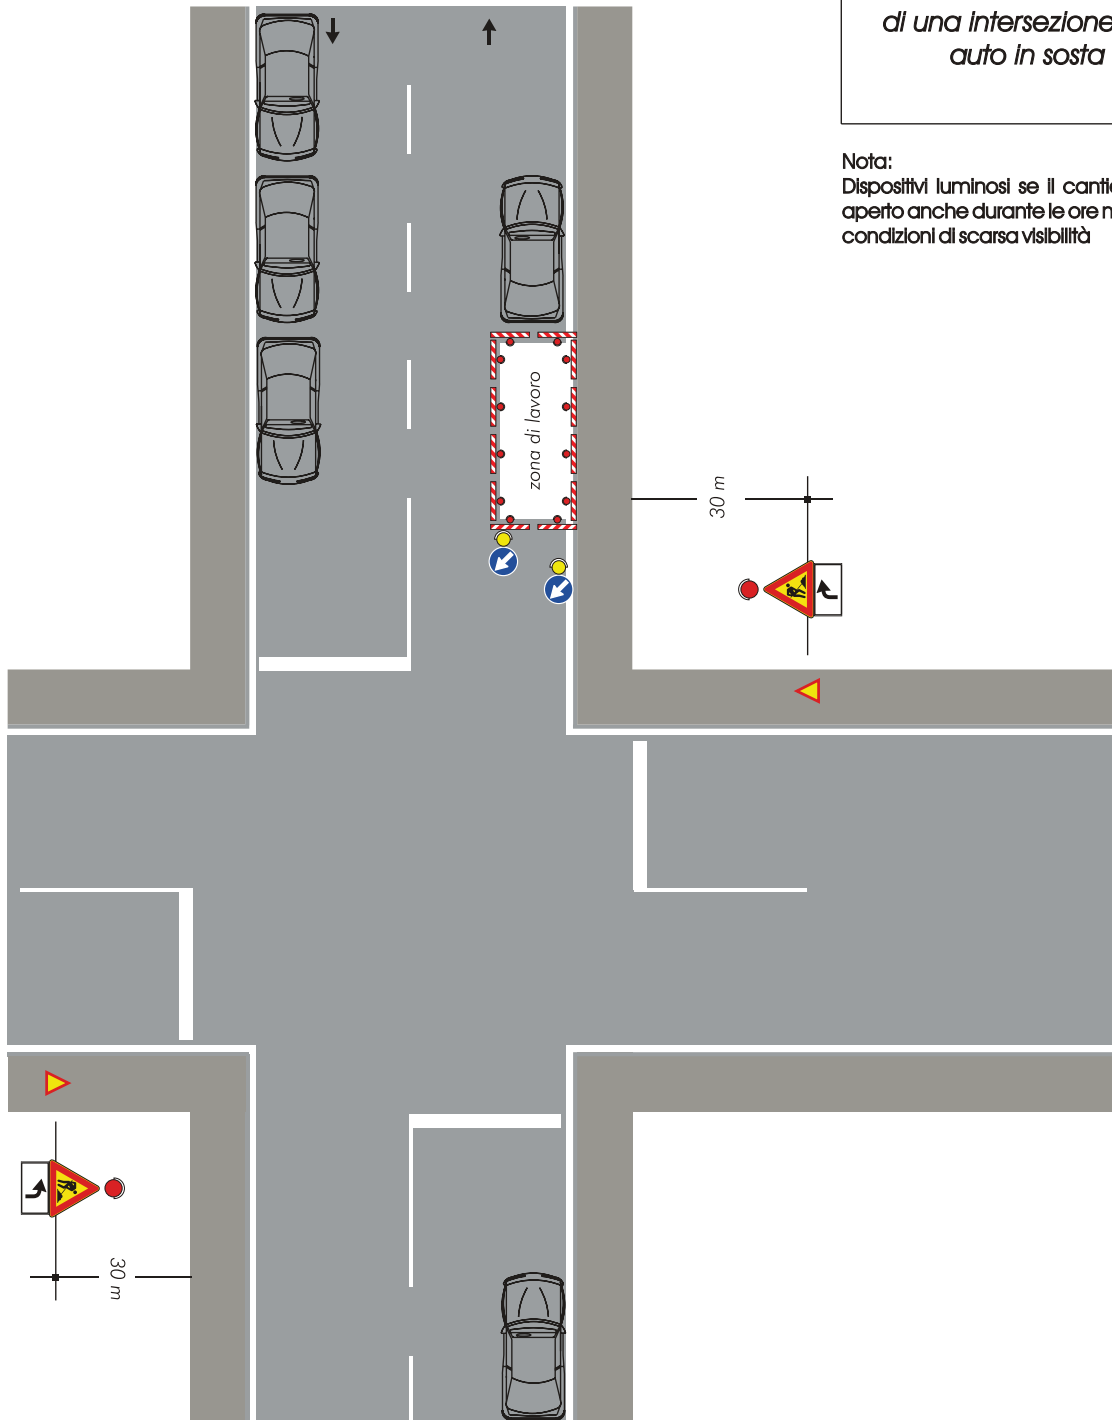 di una intersezione
auto in sosta
Nota:
Dispositivi luminosi se il
aperto anche durante le ore
condizioni di scarsa visibilità
zona di lavoro
30 m
30 m